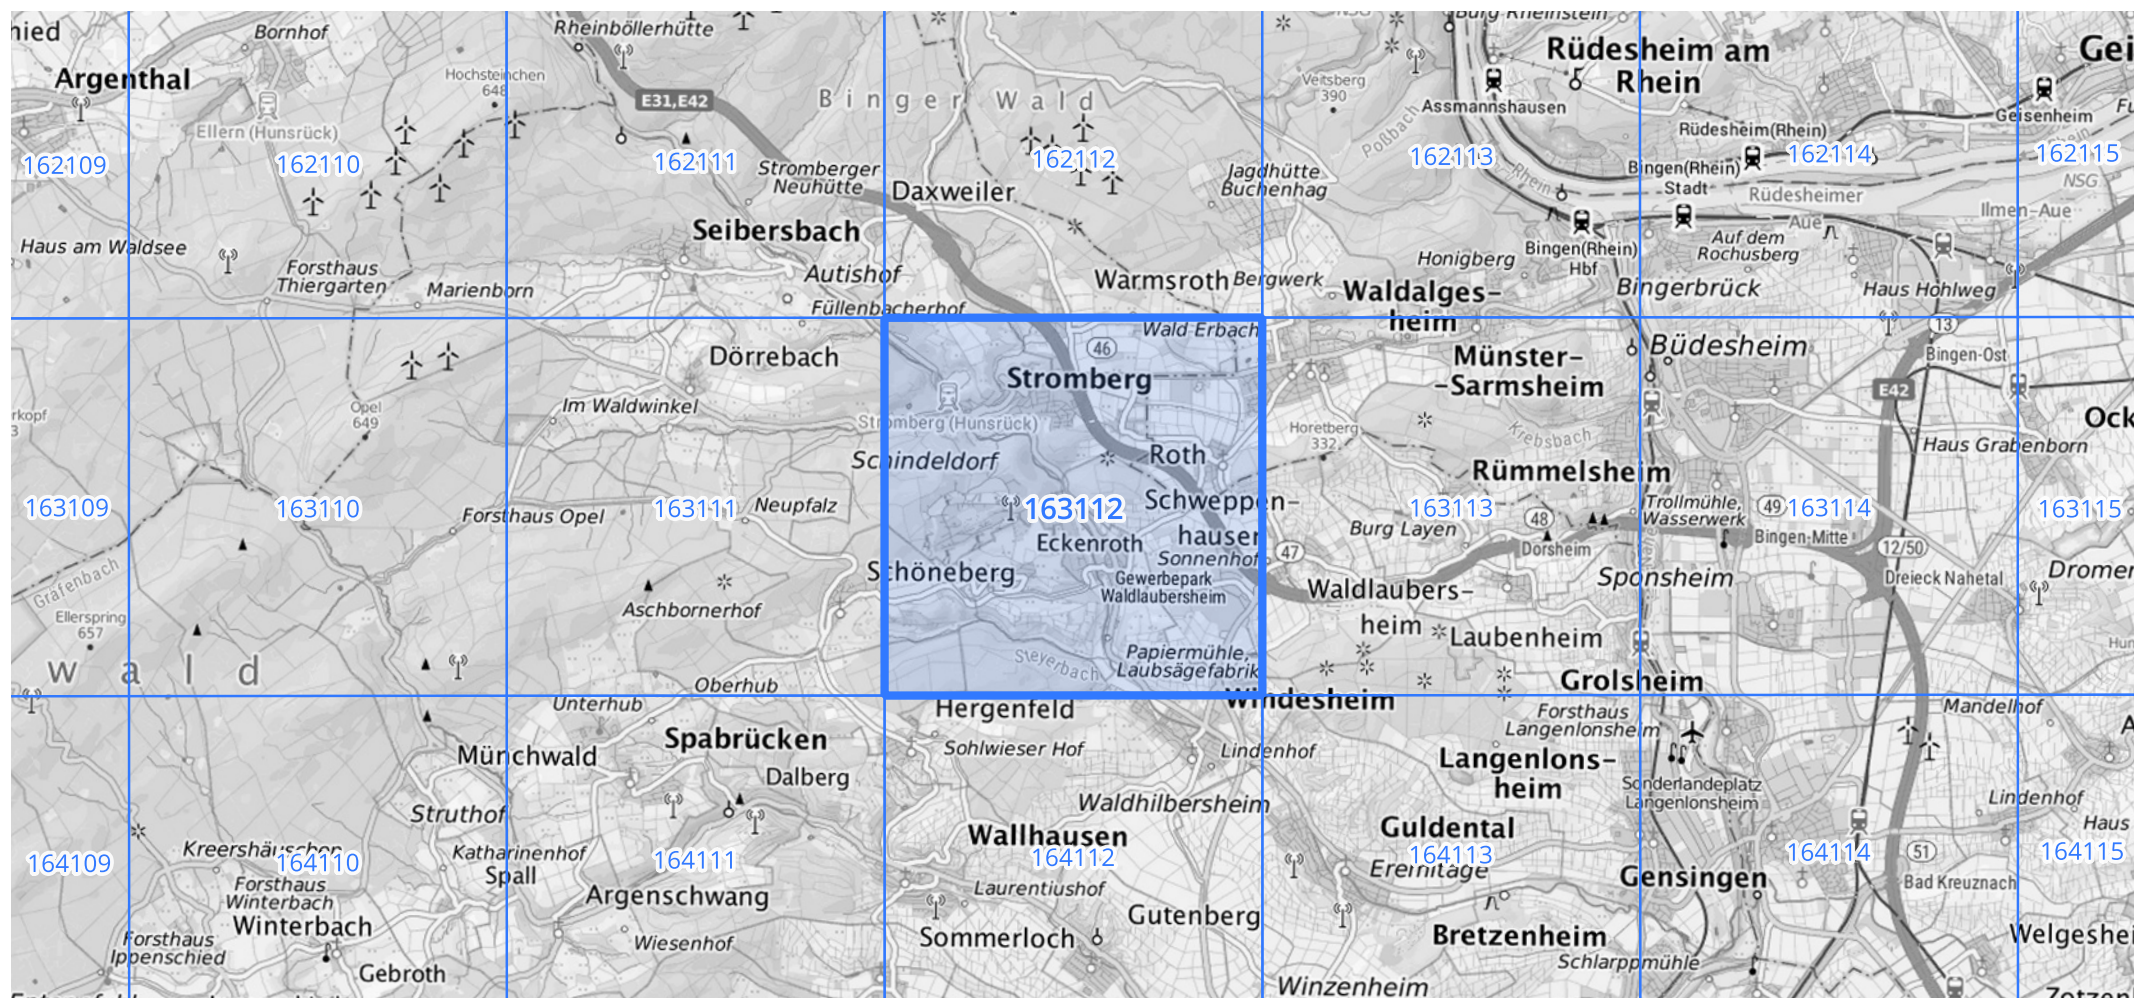 Bornhof
Rheinböllerhütte
Burg Rheinstein
Rüdesheim am
Rhein
Argenthal
Hochsteinchen
648
E31,E42
Binger Wald
Veitsberg
390
Assmannshausen
Geisenheim
Ellern (Hunsrück)
Poßbach
Rüdesheim(Rhein)
Rhein
162109
162110
162111
162112
162113
162114
162115
Stromberger
Neuhütte
Daxweiler
Jagdhütte
Buchenhag
Rhein
Bingen(Rhein)
Stadt
Rüdesheimer
Aue
NSG
Ilmen-Aue
Haus am Waldsee
Seibersbach
Bingen(Rhein)
Hbf
Auf dem
Rochusberg
Forsthaus
Thiergarten
Marienborn
Autishof
Füllenbacherhof
Warmsroth
Bergwerk
Honigberg
Waldalges-
heim
Bingerbrück
Haus Hohlweg
Wald Erbach
13
Dörrebach
46
Stromberg
Münster-
-Sarmsheim
Büdesheim
Bingen-Ost
E42
Opel
649
Im Waldwinkel
Stromberg (Hunsrück)
Horetberg
332
Krebsbach
Haus Grabenborn
Schindeldorf
Roth
Rümmelsheim
163109
163110
163111
163112
163113
163114
163115
Forsthaus Opel
Neupfalz
Schweppen-
hausen
Burg Layen
48
Trollmühle,
Wasserwerk
49
Bingen-Mitte
Eckenroth
Sonnenhof
47
Dorsheim
12/50
Gräfenbach
Schöneberg
Gewerbepark
Waldlaubersheim
Waldlaubers-
heim
Sponsheim
Dreieck Nahetal
Ellerspring
657
Aschbornerhof
Laubenheim
wald
Steyerbach
Papiermühle,
Laubsägefabrik
Oberhub
Windesheim
Grolsheim
Unterhub
Hergenfeld
Forsthaus
Langenlonsheim
Mandelhof
Münchwald
Spabrücken
Dalberg
Sohlwieser Hof
Lindenhof
Langenlons-
heim
Sonderlandeplatz
Langenlonsheim
Lindenhof
Struthof
Waldhilbersheim
Wallhausen
Guldental
Haus
Kreershäuschen
Katharinenhof
164109
164110
164111
164112
164113
164114
164115
51
Forsthaus
Winterbach
Spall
Argenschwang
Laurentiushof
Eremitage
Gensingen
Bad Kreuznach
Winterbach
Gutenberg
Forsthaus
Ippenschied
Wiesenhof
Sommerloch
Bretzenheim
Gebroth
Schlarppmühle
Winzenheim